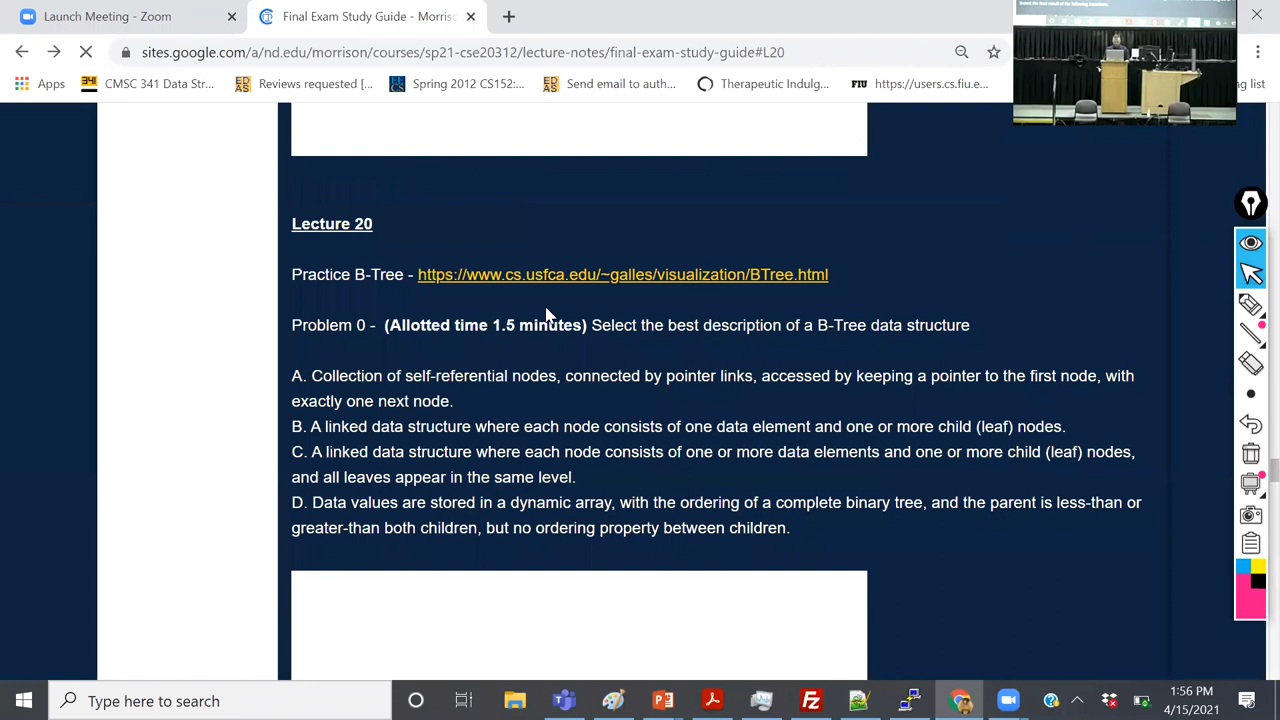 Launch Meeting - Zoom
Final Exam Study Guide - Morris
sites.google.com/a/nd.edu/morrison/course/sp21-cse20312/lecture-notes/final-exam-study-guide#L20
Apps
CMSC 341 Data Str...
Reviews requested [...
Spring 2012 DS 152:...
Send email to auth...
Therapeutic Indulg...
FIU
https://users.cs.fiu.e...
ng list
Lecture 20
Practice B-Tree - https://www.cs.usfca.edu/~galles/visualization/BTree.html
Problem 0 - (Allotted time 1.5 minutes) Select the best description of a B-Tree data structure
A. Collection of self-referential nodes, connected by pointer links, accessed by keeping a pointer to the first node, with
exactly one next node.
B. A linked data structure where each node consists of one data element and one or more child (leaf) nodes.
C. A linked data structure where each node consists of one or more data elements and one or more child (leaf) nodes,
and all leaves appear in the same level.
D. Data values are stored in a dynamic array, with the ordering of a complete binary tree, and the parent is less-than or
greater-than both children, but no ordering property between children.
Type here to search
1:56 PM
4/15/2021